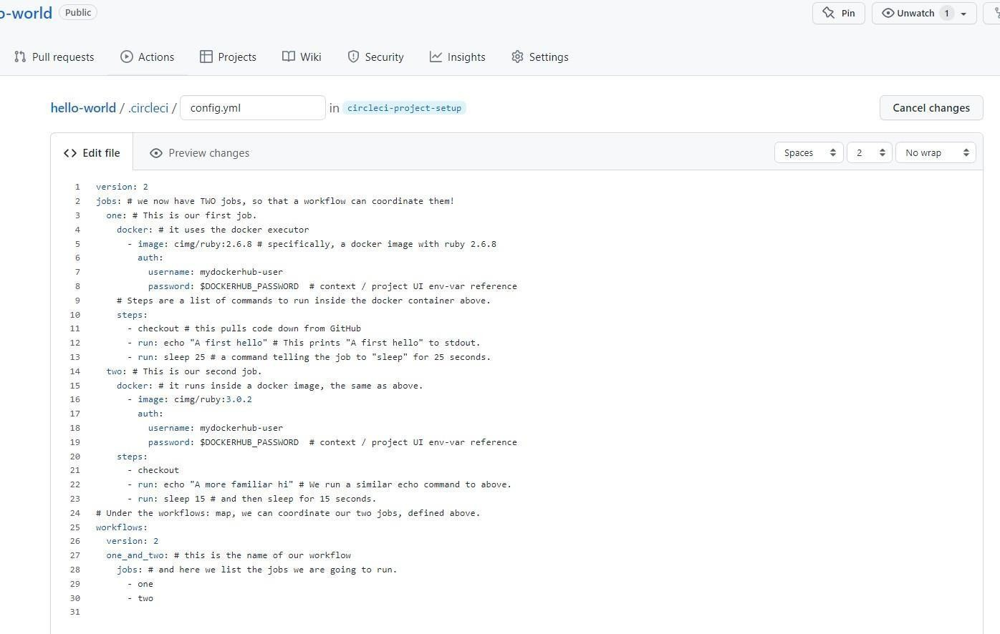 o-world Public Pin Unwatch 1
Pull requests Actions Projects Wiki Security Insights Settings
hello-world / .circleci / config.yml in circleci-project-setup Cancel changes
Edit file Preview changes Spaces 2 No wrap
1 version: 2
2 jobs: # we now have TWO jobs, so that a workflow can coordinate them!
3 one: # This is our first job.
4 docker: # it uses the docker executor
5 - image: cimg/ruby:2.6.8 # specifically, a docker image with ruby 2.6.8
6 auth:
7 username: mydockerhub-user
8 password: $DOCKERHUB_PASSWORD # context / project UI env-var reference
9 # Steps are a list of commands to run inside the docker container above.
10 steps:
11 - checkout # this pulls code down from GitHub
12 - run: echo "A first hello" # This prints "A first hello" to stdout.
13 - run: sleep 25 # a command telling the job to "sleep" for 25 seconds.
14 two: # This is our second job.
15 docker: # it runs inside a docker image, the same as above.
16 - image: cimg/ruby:3.0.2
17 auth:
18 username: mydockerhub-user
19 password: $DOCKERHUB_PASSWORD # context / project UI env-var reference
20 steps:
21 - checkout
22 - run: echo "A more familiar hi" # We run a similar echo command to above.
23 - run: sleep 15 # and then sleep for 15 seconds.
24 # Under the workflows: map, we can coordinate our two jobs, defined above.
25 workflows:
26 version: 2
27 one_and_two: # this is the name of our workflow
28 jobs: # and here we list the jobs we are going to run.
29 - one
30 - two
31